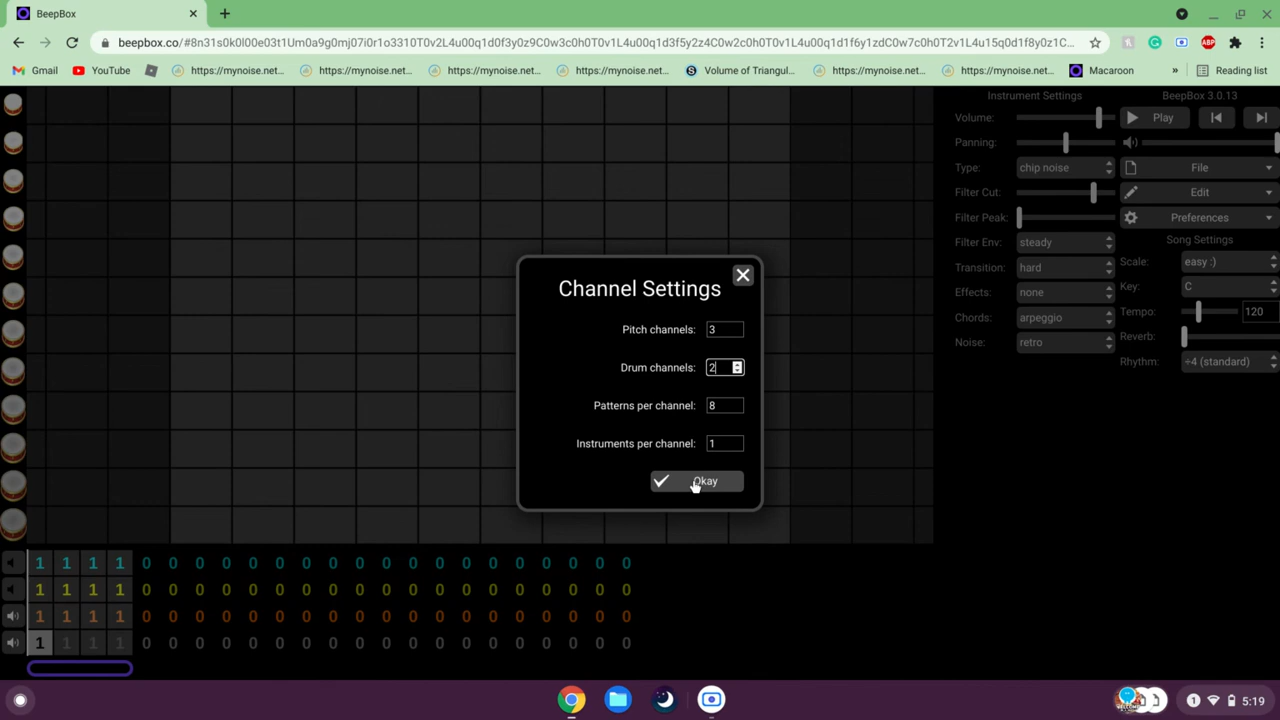 BeepBox
beepbox.co/#8n31s0k0l00e03t1Um0a9g0mj07i0r1o3310T0v2L4u00q1d0f3y0z9C0w3c0h0T0v1L4u00q1d3f5y2z4C0w2c0h0T0v1L4u00q1d1f6y1zdC0w7c0h0T2v1L4u15q0d1f8y0z1C...
ABP
Gmail
YouTube
https://mynoise.net...
https://mynoise.net...
https://mynoise.net...
https://mynoise.net...
Volume of Triangul...
https://mynoise.net...
https://mynoise.net...
Macaroon
»
Reading list
Instrument Settings
BeepBox 3.0.13
Volume:
Play
Panning:
Type:
chip noise
File
Filter Cut:
Edit
Filter Peak:
Preferences
Filter Env:
steady
Song Settings
Transition:
hard
Scale:
easy :)
Effects:
none
Key:
C
Chords:
arpeggio
Tempo:
120
Noise:
retro
Reverb:
Rhythm:
÷4 (standard)
Channel Settings
Pitch channels:
3
Drum channels:
2
Patterns per channel:
8
Instruments per channel:
1
Okay
1 1 1 1 0 0 0 0 0 0 0 0 0 0 0 0 0 0 0 0 0 0 0
1 1 1 1 0 0 0 0 0 0 0 0 0 0 0 0 0 0 0 0 0 0 0
1 1 1 1 0 0 0 0 0 0 0 0 0 0 0 0 0 0 0 0 0 0 0
1 1 1 1 0 0 0 0 0 0 0 0 0 0 0 0 0 0 0 0 0 0 0
1
5:19